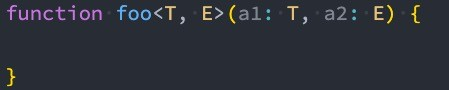 function foo<T, E>(a1: T, a2: E) {
}